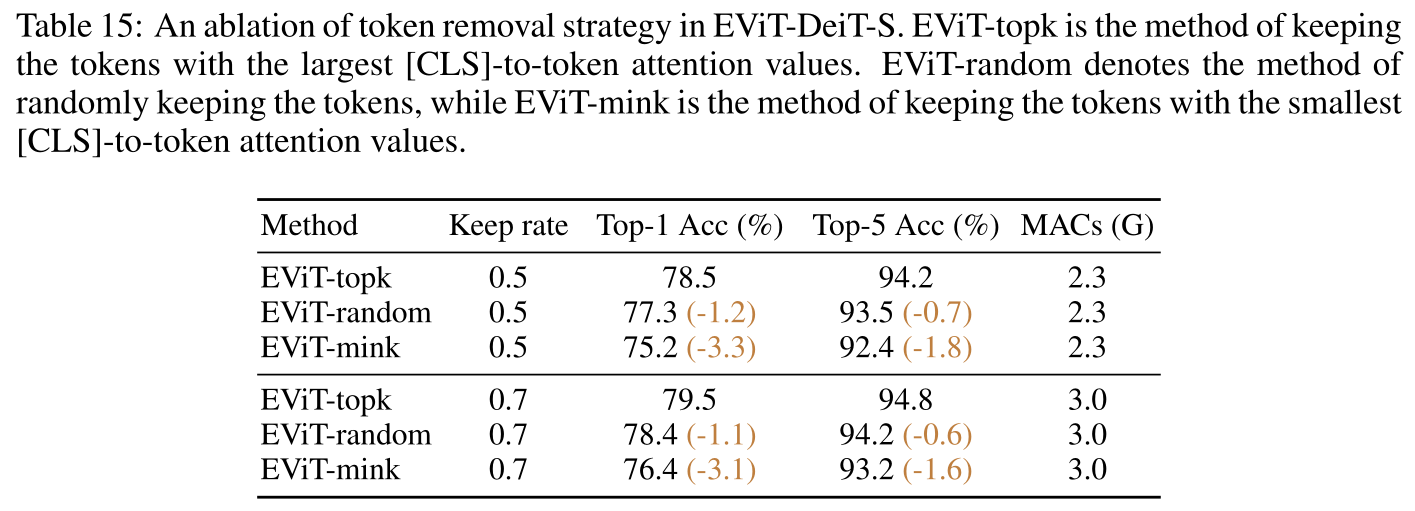 Table 15: An ablation of token removal strategy in EViT-DeiT-S. EViT-topk is the method of keeping
the tokens with the largest [CLS]-to-token attention values. EViT-random denotes the method of
randomly keeping the tokens, while EViT-mink is the method of keeping the tokens with the smallest
[CLS]-to-token attention values.
Method Keep rate Top-1 Acc (%) Top-5 Acc (%) MACs (G)
EViT-topk 0.5 78.5 94.2 2.3
EViT-random 0.5 77.3 (-1.2) 93.5 (-0.7) 2.3
EViT-mink 0.5 75.2 (-3.3) 92.4 (-1.8) 2.3
EViT-topk 0.7 79.5 94.8 3.0
EViT-random 0.7 78.4 (-1.1) 94.2 (-0.6) 3.0
EViT-mink 0.7 76.4 (-3.1) 93.2 (-1.6) 3.0